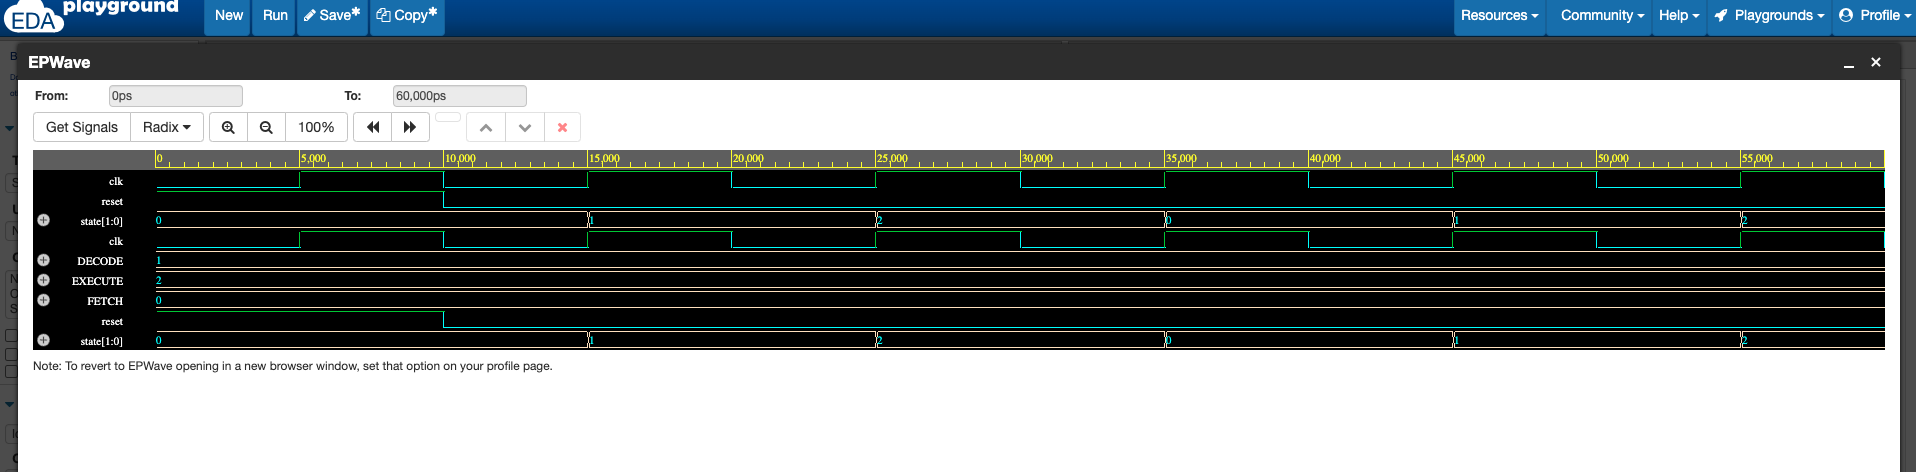 EDA playground
New Run Save* Copy* Resources Community Help Playgrounds Profile
EPWave
From: 0ps To: 60,000ps
Get Signals Radix 100%
0 5,000 10,000 15,000 20,000 25,000 30,000 35,000 40,000 45,000 50,000 55,000
clk
reset
state[1:0] 0 1 2 0 1 2
clk
DECODE 1
EXECUTE 2
FETCH 0
reset
state[1:0] 0 1 2 0 1 2
Note: To revert to EPWave opening in a new browser window, set that option on your profile page.